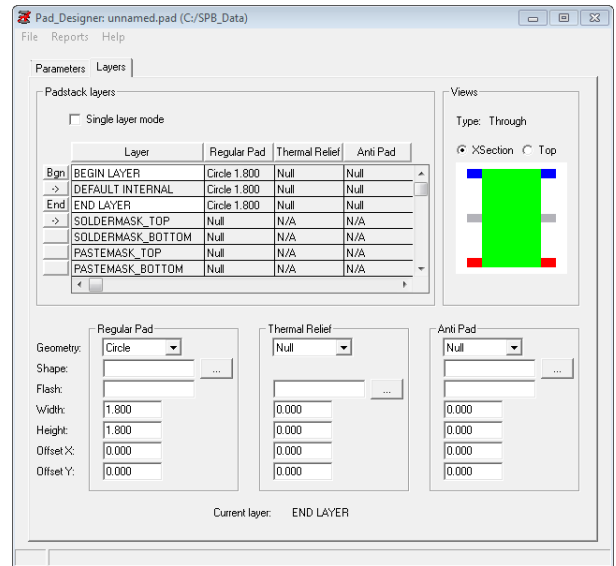 Pad_Designer: unnamed.pad (C:/SPB_Data)
File Reports Help
Parameters Layers
Padstack layers
Views
Single layer mode
Type: Through
XSection Top
Layer Regular Pad Thermal Relief Anti Pad
Bgn BEGIN LAYER Circle 1.800 Null Null
-> DEFAULT INTERNAL Circle 1.800 Null Null
End END LAYER Circle 1.800 Null Null
-> SOLDERMASK_TOP Null N/A N/A
SOLDERMASK_BOTTOM Null N/A N/A
PASTEMASK_TOP Null N/A N/A
PASTEMASK_BOTTOM Null N/A N/A
Regular Pad Thermal Relief Anti Pad
Geometry: Circle Null Null
Shape: ... ...
Flash: ...
Width: 1.800 0.000 0.000
Height: 1.800 0.000 0.000
Offset X: 0.000 0.000 0.000
Offset Y: 0.000 0.000 0.000
Current layer: END LAYER